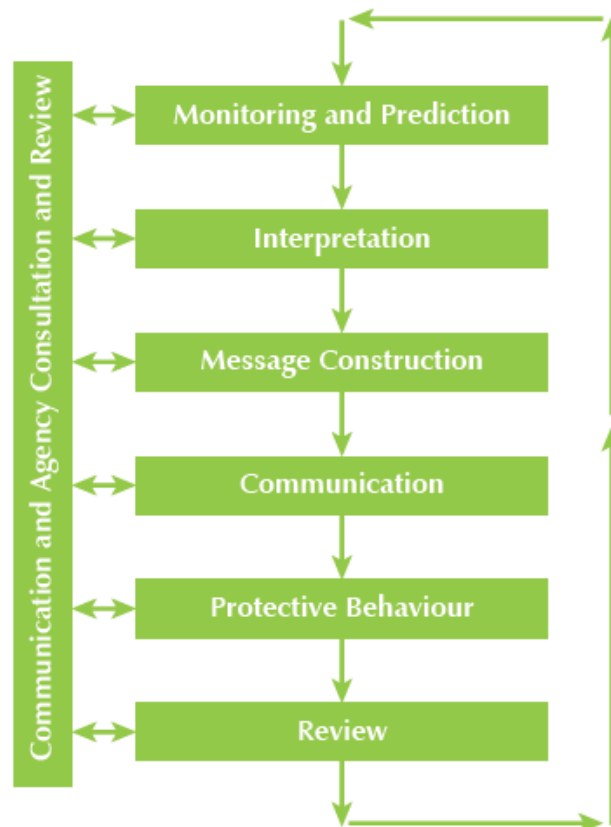 Communication and Agency Consultation and Review
Monitoring and Prediction
Interpretation
Message Construction
Communication
Protective Behaviour
Review